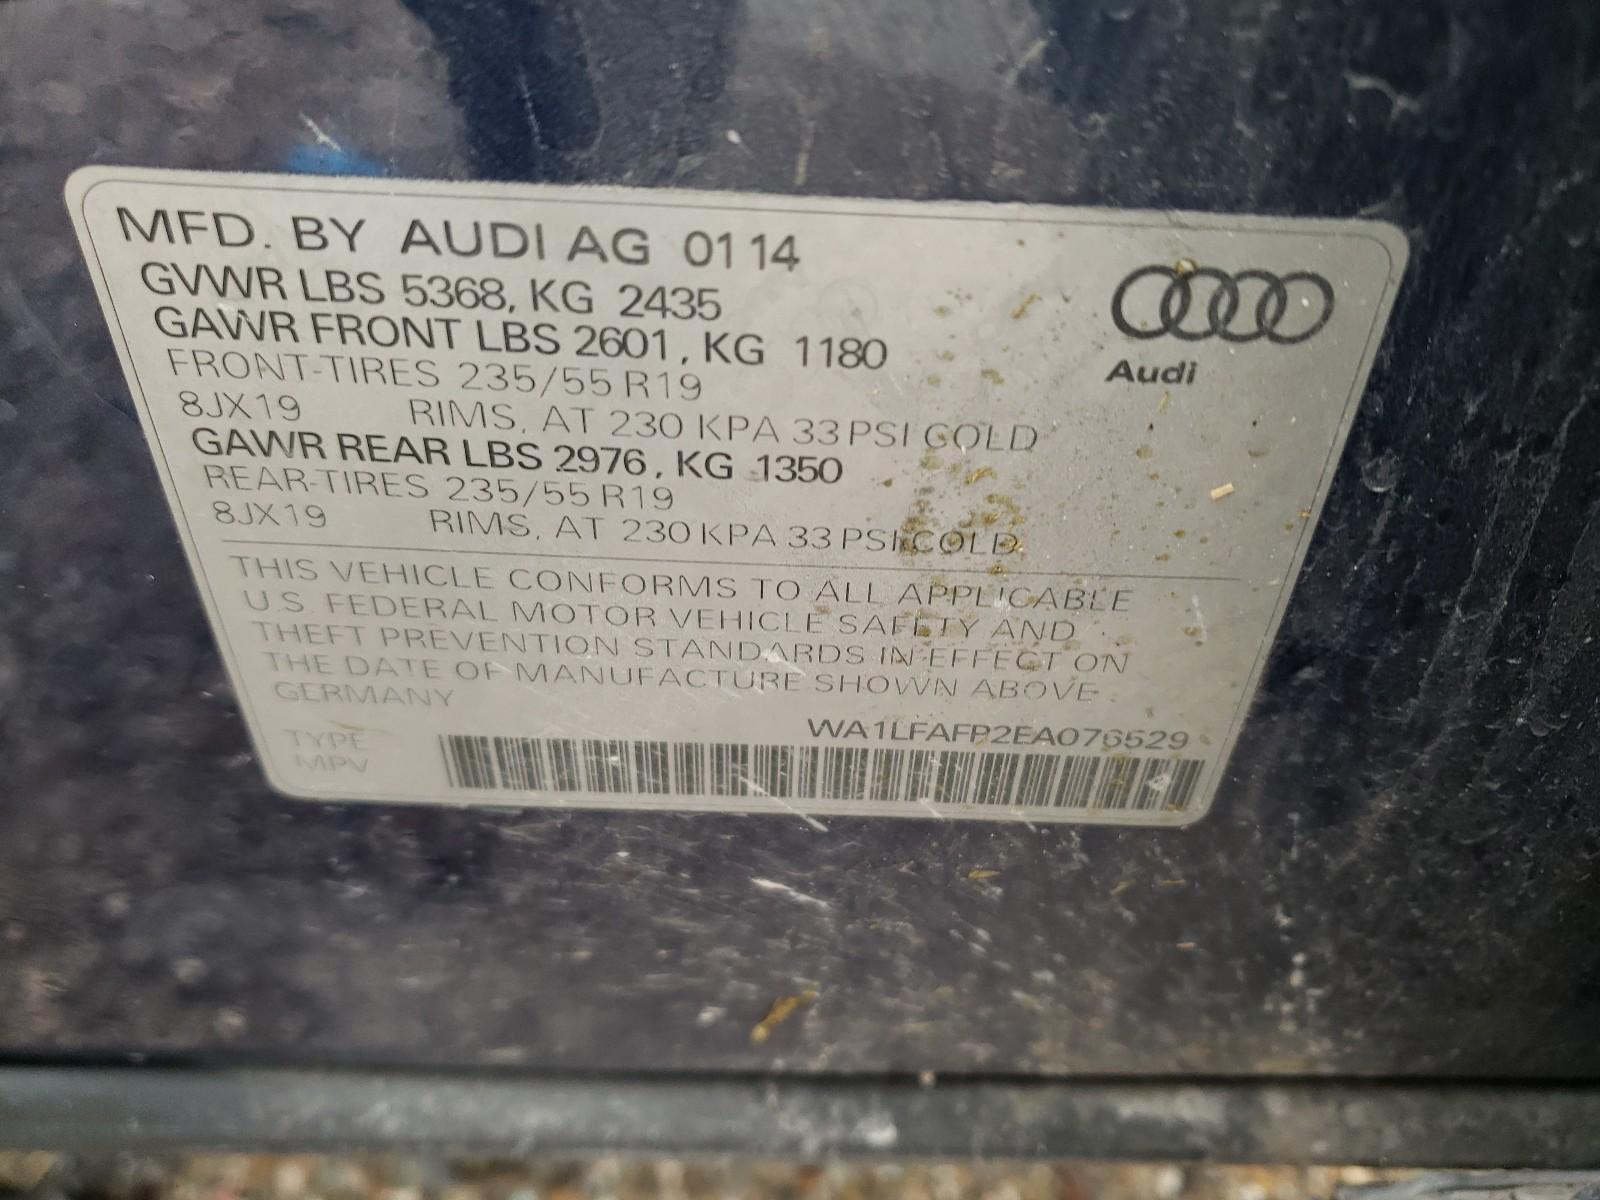 MFD. BY AUDI AG 01 14
GVWR LBS 5368, KG 2435
GAWR FRONT LBS 2601, KG 1180
FRONT-TIRES 235/55 R19
8JX19 RIMS, AT 230 KPA 33 PSI COLD
GAWR REAR LBS 2976, KG 1350
REAR-TIRES 235/55 R19
8JX19 RIMS, AT 230 KPA 33 PSI COLD
THIS VEHICLE CONFORMS TO ALL APPLICABLE
U.S. FEDERAL MOTOR VEHICLE SAFETY AND
THEFT PREVENTION STANDARDS IN EFFECT ON
THE DATE OF MANUFACTURE SHOWN ABOVE
GERMANY
WA1LFAFP2EA076529
TYPE
MPV
Audi